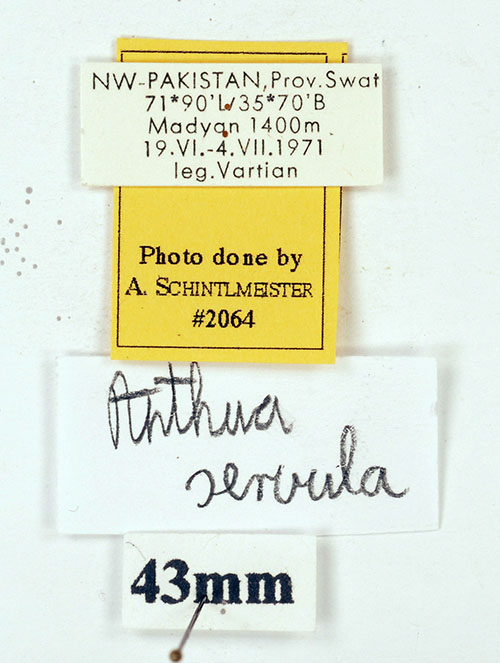 NW-PAKISTAN,Prov.Swat
71*90'L/35*70'B
Madyan 1400m
19.VI.-4.VII.1971
leg.Vartian
Photo done by
A. SCHINTLMEISTER
#2064
Anthua
servula
43mm